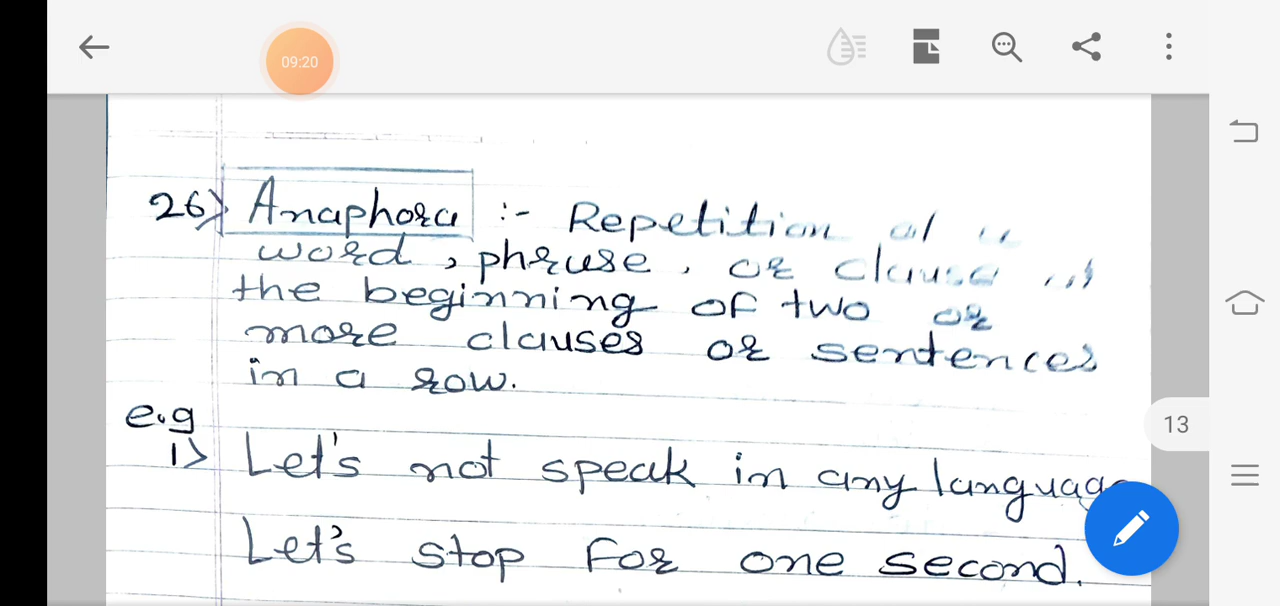 09:20
26) Anaphora :- Repetition of a
word, phrase, or clause at
the beginning of two or
more clauses or sentences
in a row.
e.g
1) Let's not speak in any language
Let's stop for one second.
13